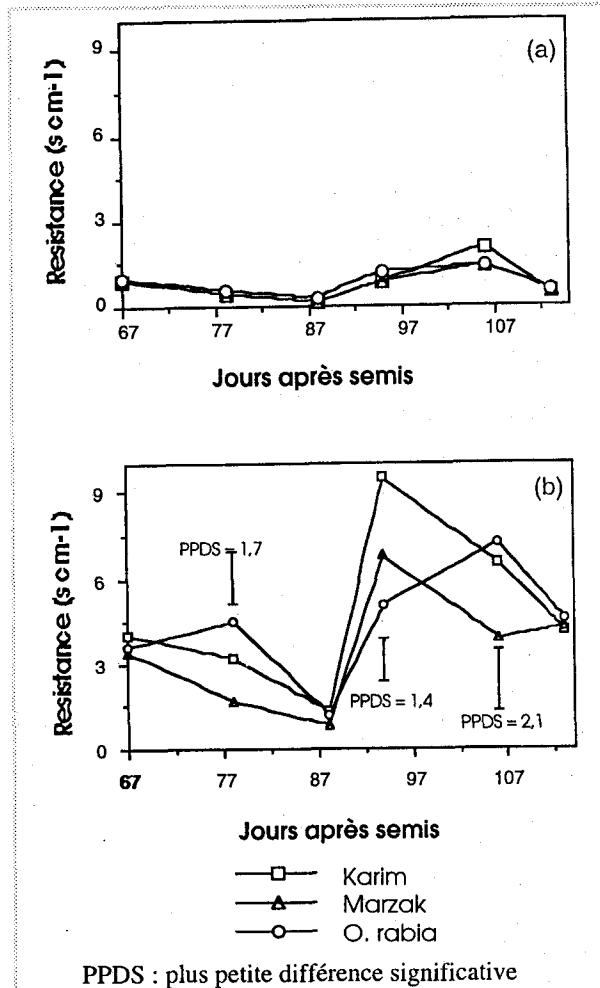 (a)
Resistance (s cm-1)
9
6
3
0
67 77 87 97 107
Jours après semis
(b)
Resistance (s cm-1)
9
6
3
0
PPDS = 1,7
PPDS = 1,4
PPDS = 2,1
67 77 87 97 107
Jours après semis
Karim
Marzak
O. rabia
PPDS : plus petite différence significative